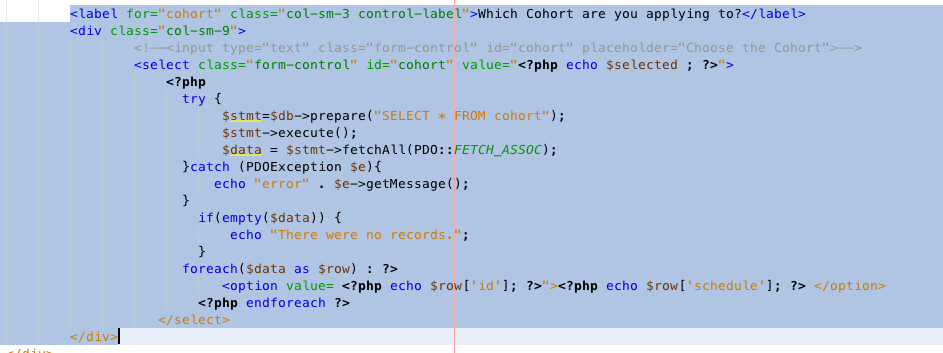 <label for="cohort" class="col-sm-3 control-label">Which Cohort are you applying to?</label>
<div class="col-sm-9">
<!--<input type="text" class="form-control" id="cohort" placeholder="Choose the Cohort">-->
<select class="form-control" id="cohort" value="<?php echo $selected ; ?>">
<?php
try {
$stmt=$db->prepare("SELECT * FROM cohort");
$stmt->execute();
$data = $stmt->fetchAll(PDO::FETCH_ASSOC);
}catch (PDOException $e){
echo "error" . $e->getMessage();
}
if(empty($data)) {
echo "There were no records.";
}
foreach($data as $row) : ?>
<option value= <?php echo $row['id']; ?>"><?php echo $row['schedule']; ?> </option>
<?php endforeach ?>
</select>
</div>
</div>